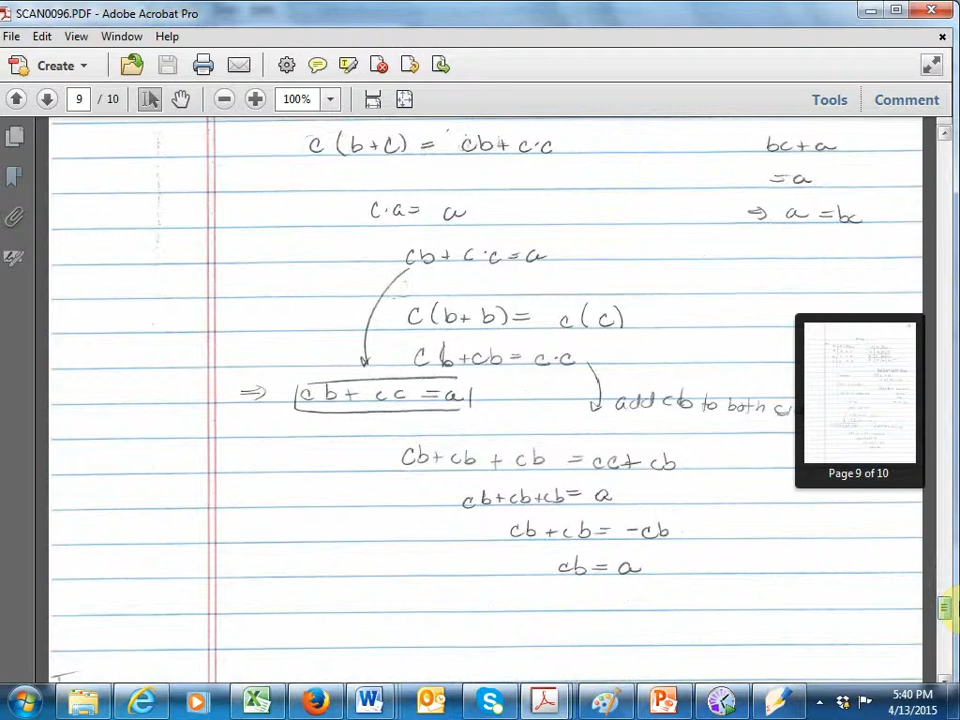 SCAN0096.PDF - Adobe Acrobat Pro
File Edit View Window Help
Create
9 / 10 100% Tools Comment
c (b+c) = cb+ c·c
bc+a
=a
c·a= a
⇒ a =bc
cb+ c·c=a
c(b+b)= c(c)
cb+cb = c·c
⇒ cb+ cc =a
add cb to both
cb+cb + cb = cc+ cb
cb+cb+cb= a
cb+cb= -cb
cb= a
Page 9 of 10
5:40 PM
4/13/2015